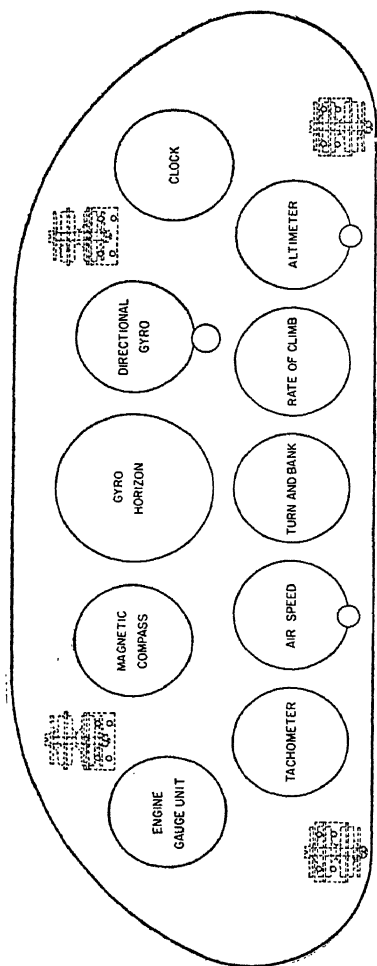 ENGINE
GAUGE UNIT
MAGNETIC
COMPASS
GYRO
HORIZON
DIRECTIONAL
GYRO
CLOCK
TACHOMETER
AIR SPEED
TURN AND BANK
RATE OF CLIMB
ALTIMETER